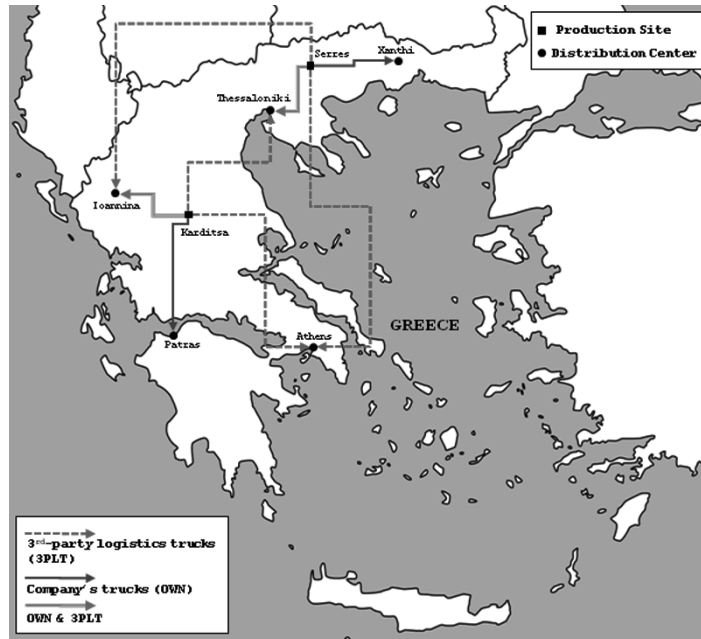 Production Site
Distribution Center
Serres
Xanthi
Thessaloniki
Ioannina
Karditsa
GREECE
Athens
Patras
3rd-party logistics trucks
(3PLT)
Company's trucks (OWN)
OWN & 3PLT